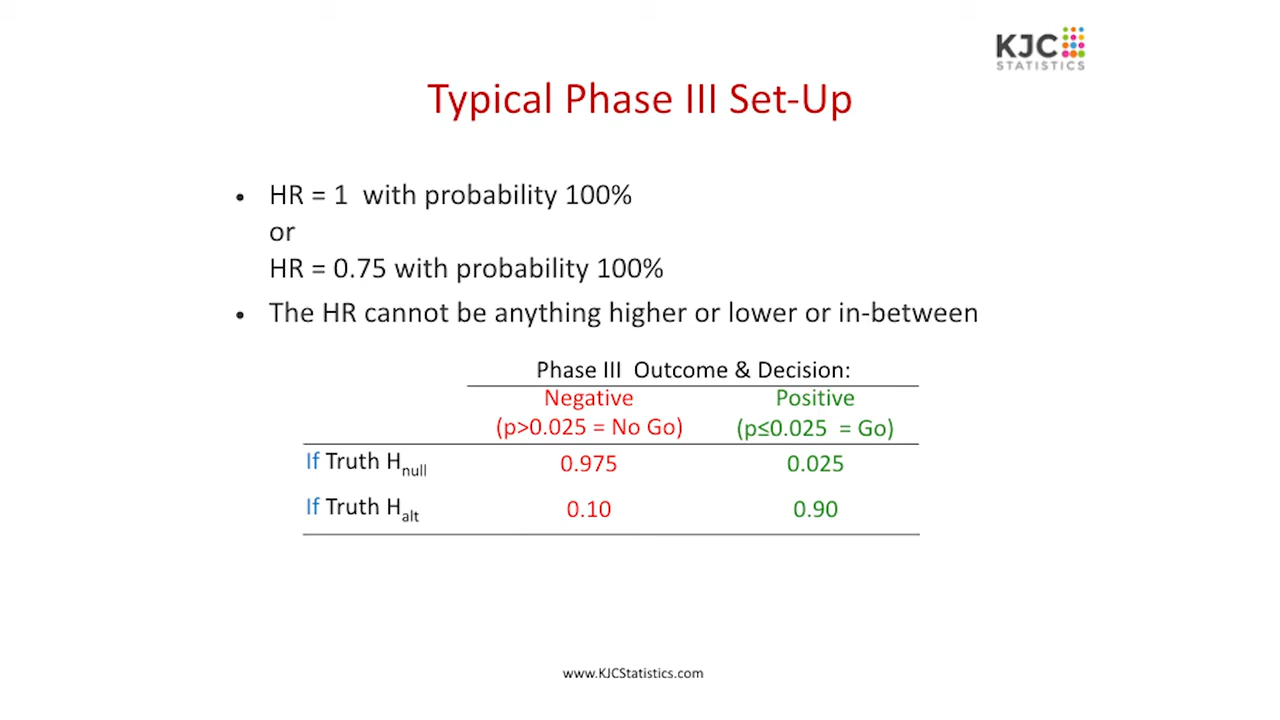 KJC
STATISTICS
Typical Phase III Set-Up
• HR = 1 with probability 100%
or
HR = 0.75 with probability 100%
• The HR cannot be anything higher or lower or in-between
Phase III Outcome & Decision:
Negative Positive
(p>0.025 = No Go) (p≤0.025 = Go)
If Truth Hnull 0.975 0.025
If Truth Halt 0.10 0.90
www.KJCStatistics.com